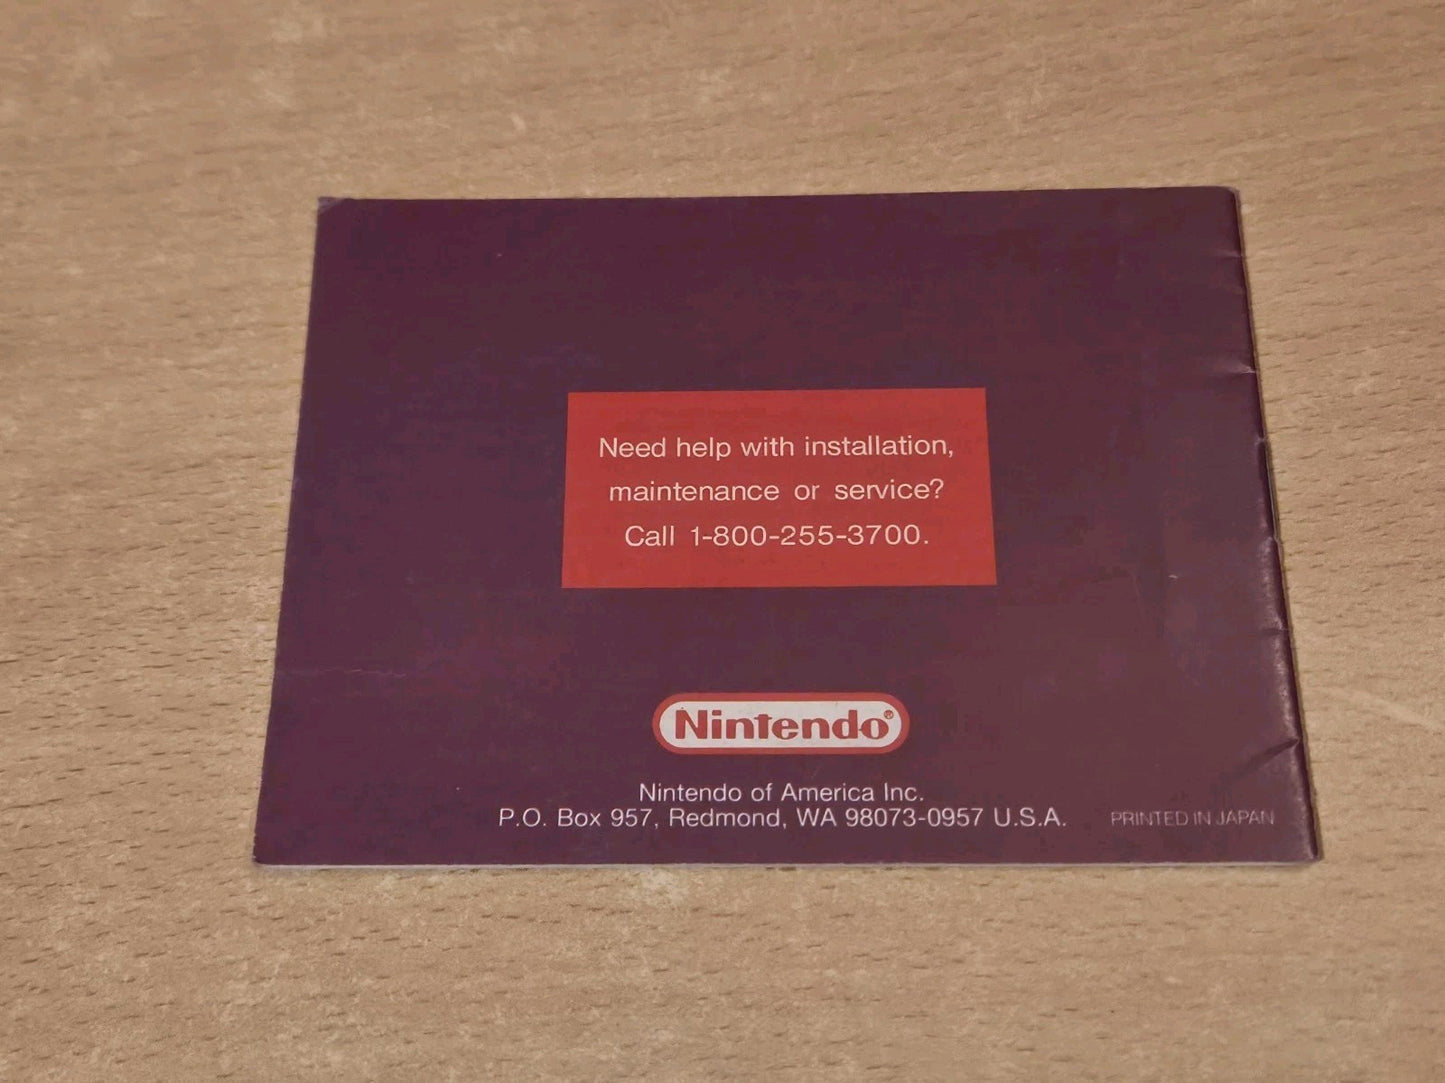 Need help with installation,
maintenance or service?
Call 1-800-255-3700.
Nintendo®
Nintendo of America Inc.
P.O. Box 957, Redmond, WA 98073-0957 U.S.A.
PRINTED IN JAPAN